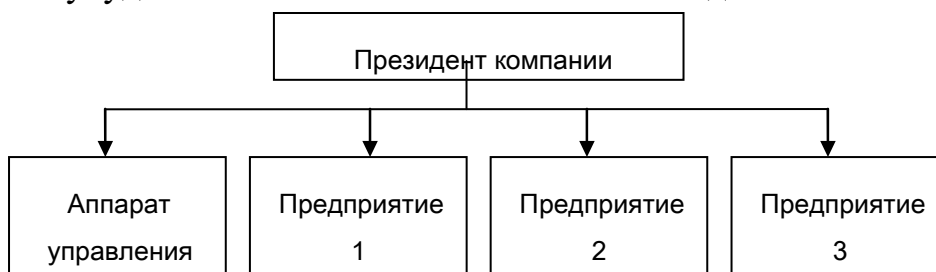 Президент компании
Аппарат управления
Предприятие 1
Предприятие 2
Предприятие 3